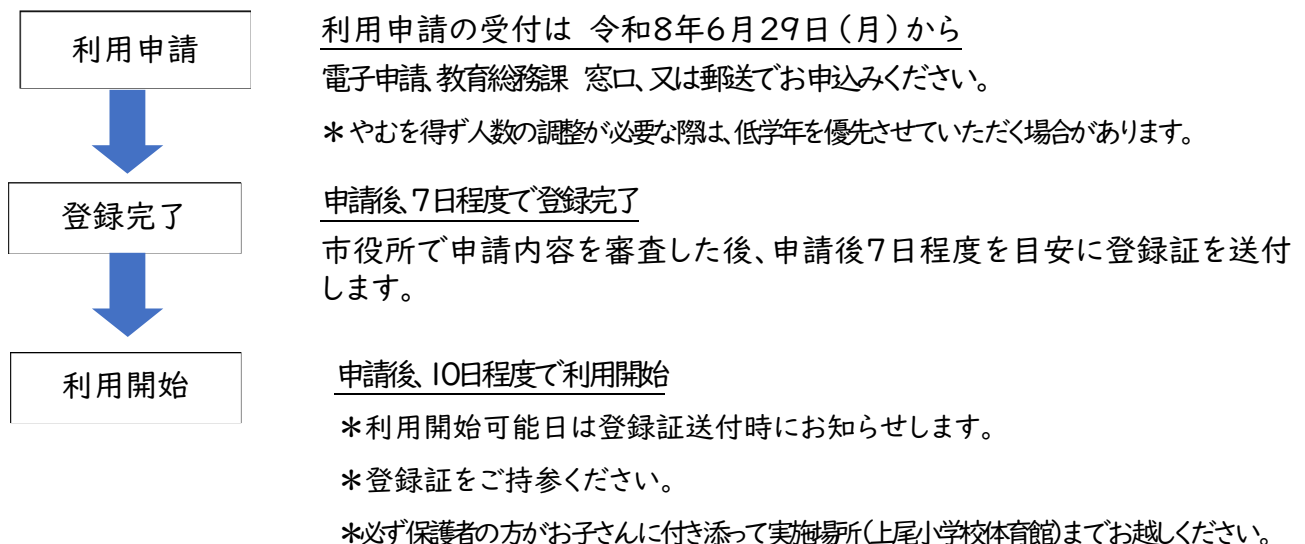 利用申請
利用申請の受付は 令和8年6月29日(月)から
電子申請、教育総務課 窓口、又は郵送でお申込みください。
＊やむを得ず人数の調整が必要な際は、低学年を優先させていただく場合があります。
登録完了
申請後、7日程度で登録完了
市役所で申請内容を審査した後、申請後7日程度を目安に登録証を送付
します。
利用開始
申請後、10日程度で利用開始
＊利用開始可能日は登録証送付時にお知らせします。
＊登録証をご持参ください。
＊必ず保護者の方がお子さんに付き添って実施場所(上尾小学校体育館)までお越しください。